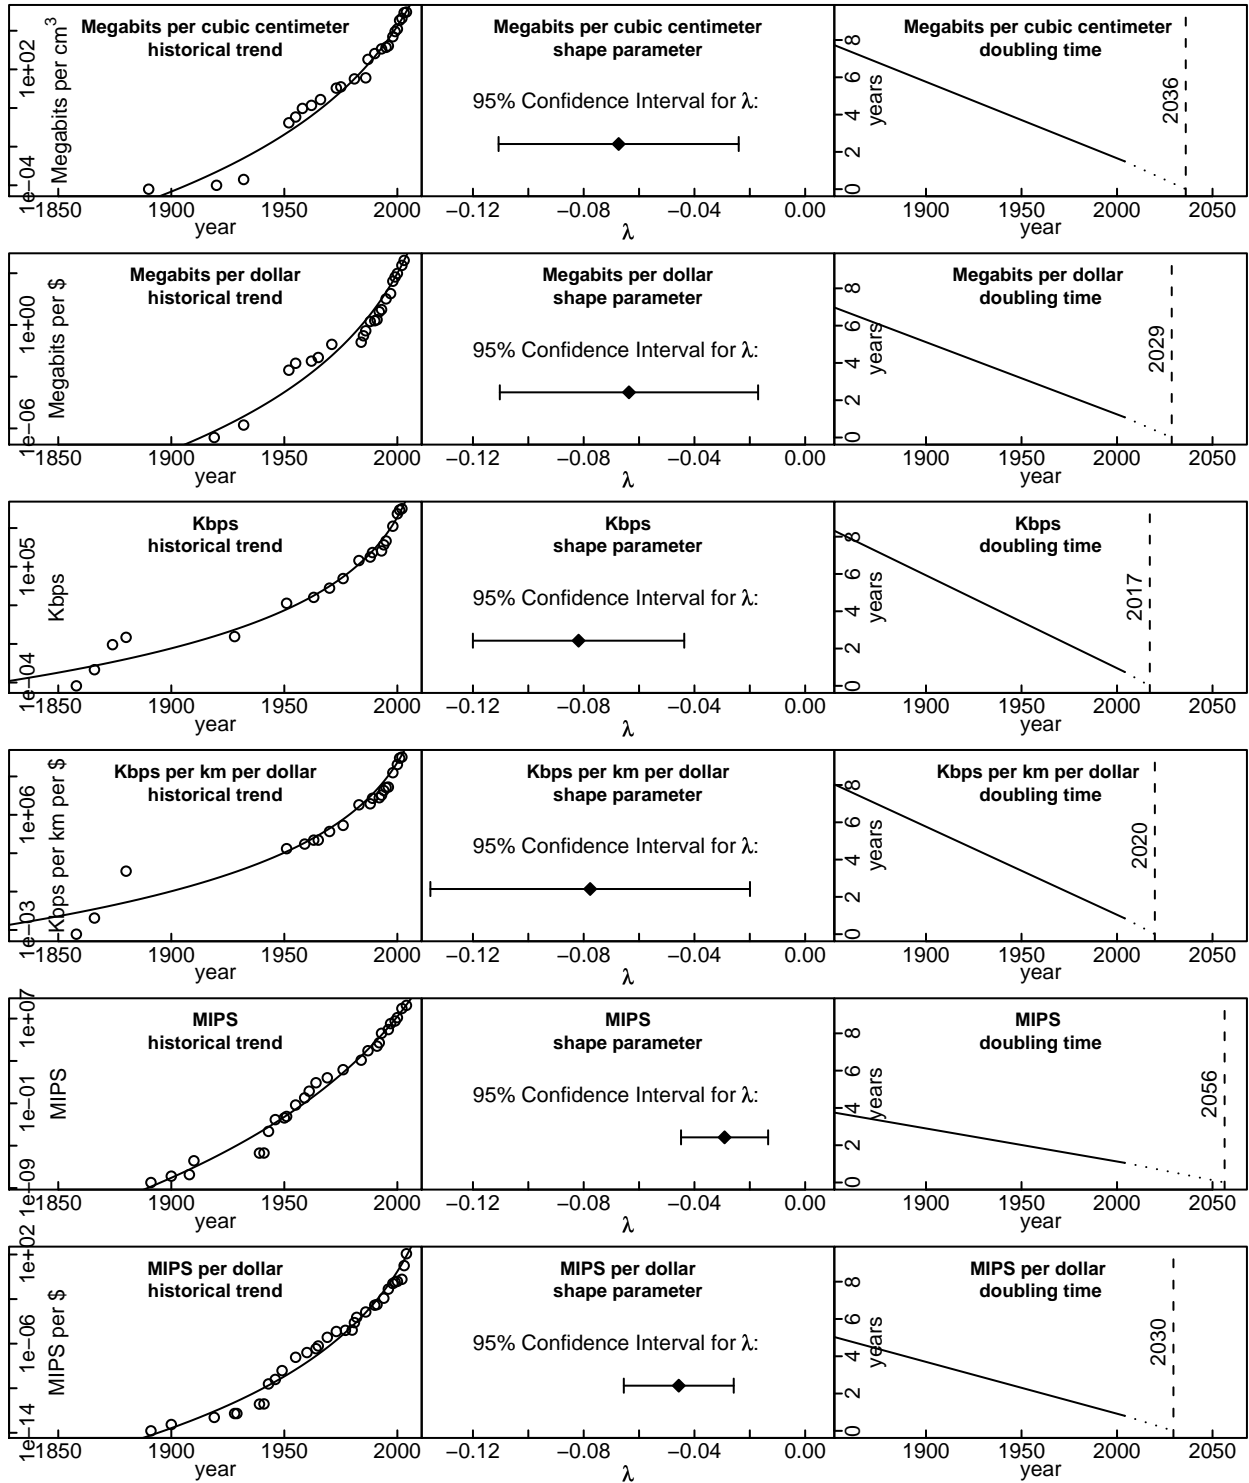 Megabits per cubic centimeter
historical trend
Megabits per cm³
1e−04 1e+02
1850 1900 1950 2000
year
Megabits per cubic centimeter
shape parameter
95% Confidence Interval for λ:
−0.12 −0.08 −0.04 0.00
λ
Megabits per cubic centimeter
doubling time
years
0 2 4 6 8
2036
1900 1950 2000 2050
year
Megabits per dollar
historical trend
Megabits per $
1e−06 1e+00
1850 1900 1950 2000
year
Megabits per dollar
shape parameter
95% Confidence Interval for λ:
−0.12 −0.08 −0.04 0.00
λ
Megabits per dollar
doubling time
years
0 2 4 6 8
2029
1900 1950 2000 2050
year
Kbps
historical trend
Kbps
1e−04 1e+05
1850 1900 1950 2000
year
Kbps
shape parameter
95% Confidence Interval for λ:
−0.12 −0.08 −0.04 0.00
λ
Kbps
doubling time
years
0 2 4 6 8
2017
1900 1950 2000 2050
year
Kbps per km per dollar
historical trend
Kbps per km per $
1e−03 1e+06
1850 1900 1950 2000
year
Kbps per km per dollar
shape parameter
95% Confidence Interval for λ:
−0.12 −0.08 −0.04 0.00
λ
Kbps per km per dollar
doubling time
years
0 2 4 6 8
2020
1900 1950 2000 2050
year
MIPS
historical trend
MIPS
1e−09 1e−01 1e+07
1850 1900 1950 2000
year
MIPS
shape parameter
95% Confidence Interval for λ:
−0.12 −0.08 −0.04 0.00
λ
MIPS
doubling time
years
0 2 4 6 8
2056
1900 1950 2000 2050
year
MIPS per dollar
historical trend
MIPS per $
1e−14 1e−06 1e+02
1850 1900 1950 2000
year
MIPS per dollar
shape parameter
95% Confidence Interval for λ:
−0.12 −0.08 −0.04 0.00
λ
MIPS per dollar
doubling time
years
0 2 4 6 8
2030
1900 1950 2000 2050
year